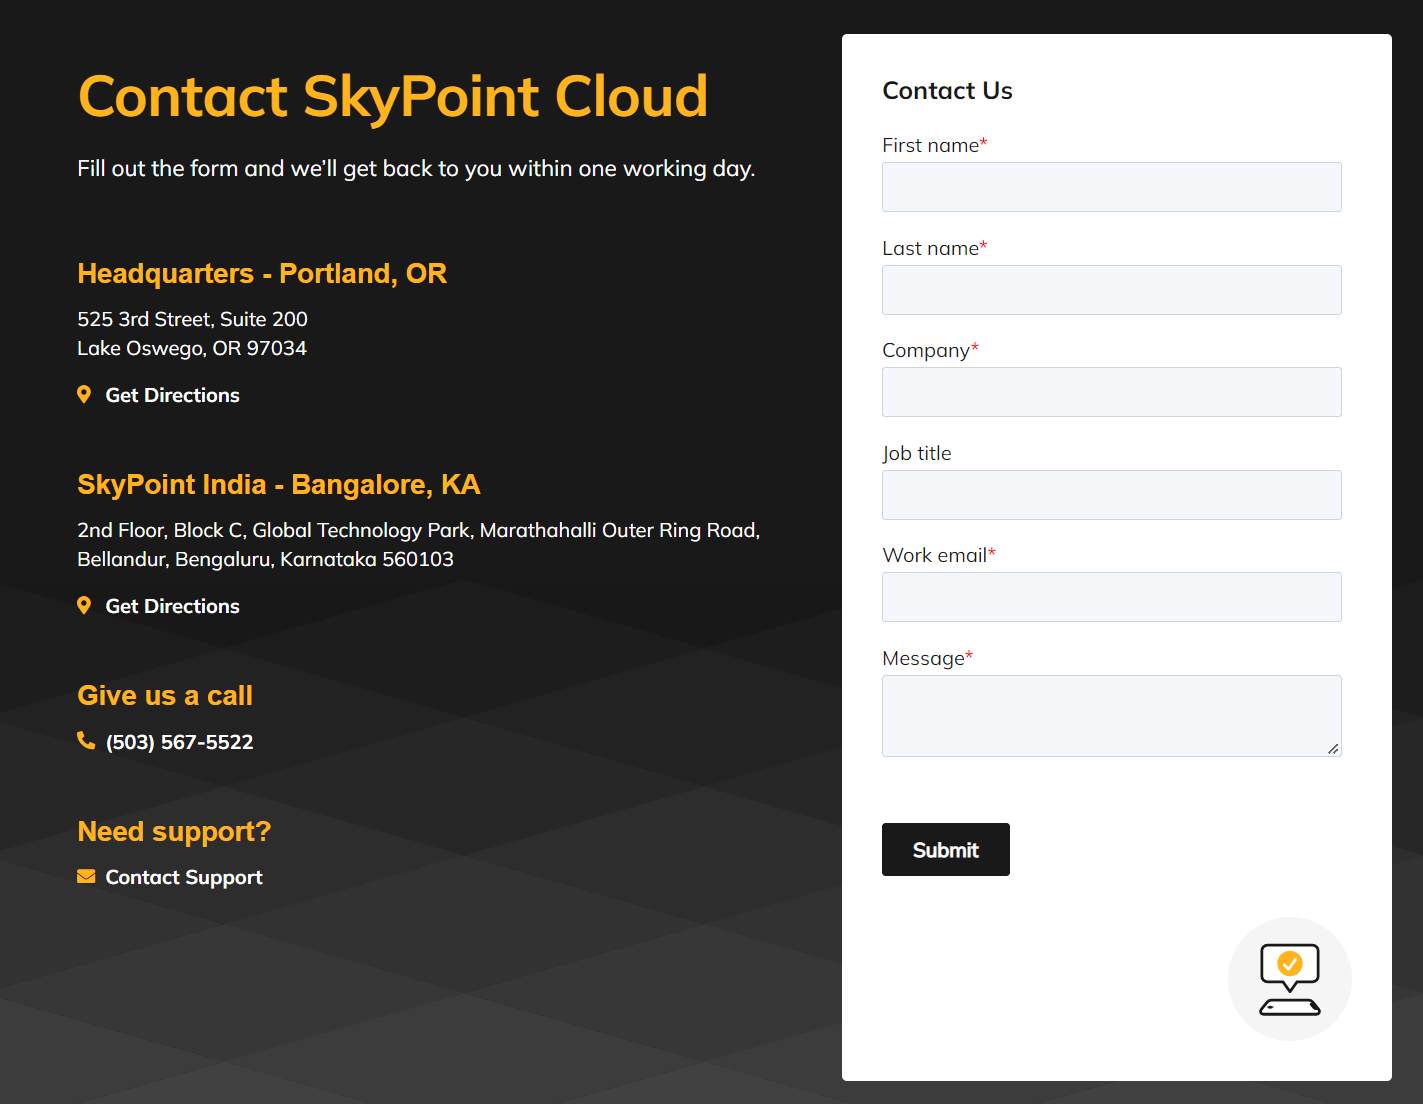 Contact SkyPoint Cloud
Fill out the form and we’ll get back to you within one working day.
Headquarters - Portland, OR
525 3rd Street, Suite 200
Lake Oswego, OR 97034
Get Directions
SkyPoint India - Bangalore, KA
2nd Floor, Block C, Global Technology Park, Marathahalli Outer Ring Road,
Bellandur, Bengaluru, Karnataka 560103
Get Directions
Give us a call
(503) 567-5522
Need support?
Contact Support
Contact Us
First name*
Last name*
Company*
Job title
Work email*
Message*
Submit